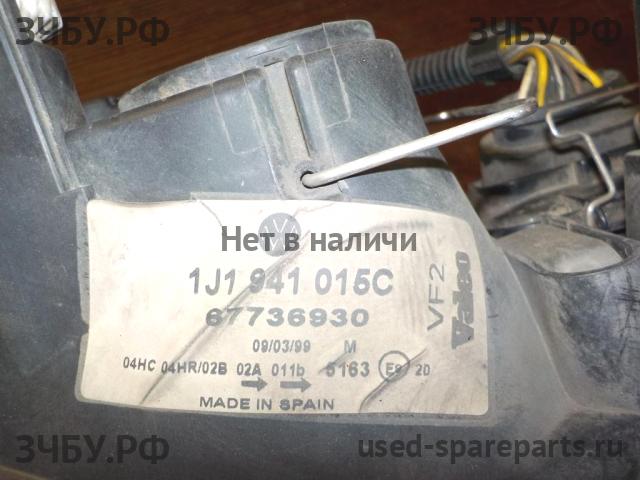 ЗЧБУ.РФ
ЗЧБУ.РФ
Нет в наличи
1J1 941 015C
67736930
09/03/99 M
04HC 04HR/02B 02A 011b 5163 E9 20
MADE IN SPAIN
VF2
Valeo
ЗЧБУ.РФ
used-spareparts.ru